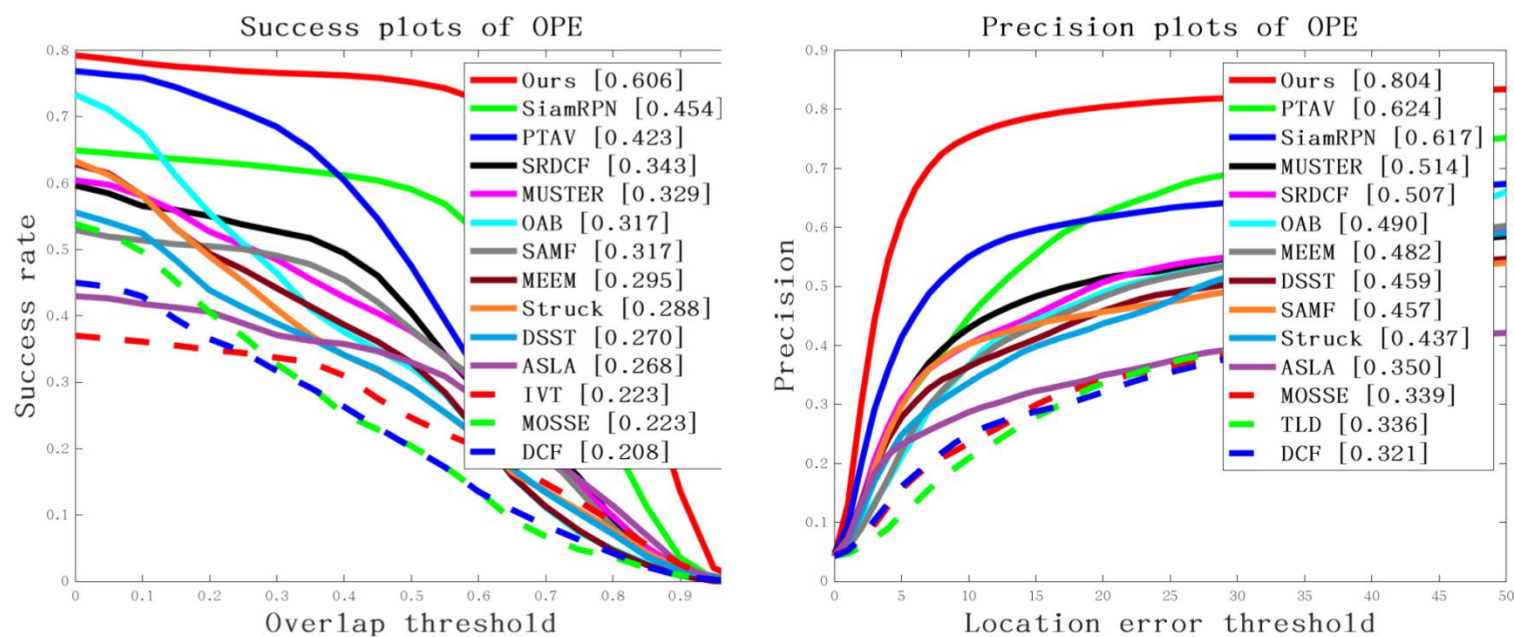 Success plots of OPE
Success rate
0.8
0.7
0.6
0.5
0.4
0.3
0.2
0.1
0
Ours [0.606]
SiamRPN [0.454]
PTAV [0.423]
SRDCF [0.343]
MUSTER [0.329]
OAB [0.317]
SAMF [0.317]
MEEM [0.295]
Struck [0.288]
DSST [0.270]
ASLA [0.268]
IVT [0.223]
MOSSE [0.223]
DCF [0.208]
0 0.1 0.2 0.3 0.4 0.5 0.6 0.7 0.8 0.9
Overlap threshold
Precision plots of OPE
Precision
0.9
0.8
0.7
0.6
0.5
0.4
0.3
0.2
0.1
0
Ours [0.804]
PTAV [0.624]
SiamRPN [0.617]
MUSTER [0.514]
SRDCF [0.507]
OAB [0.490]
MEEM [0.482]
DSST [0.459]
SAMF [0.457]
Struck [0.437]
ASLA [0.350]
MOSSE [0.339]
TLD [0.336]
DCF [0.321]
0 5 10 15 20 25 30 35 40 45 50
Location error threshold